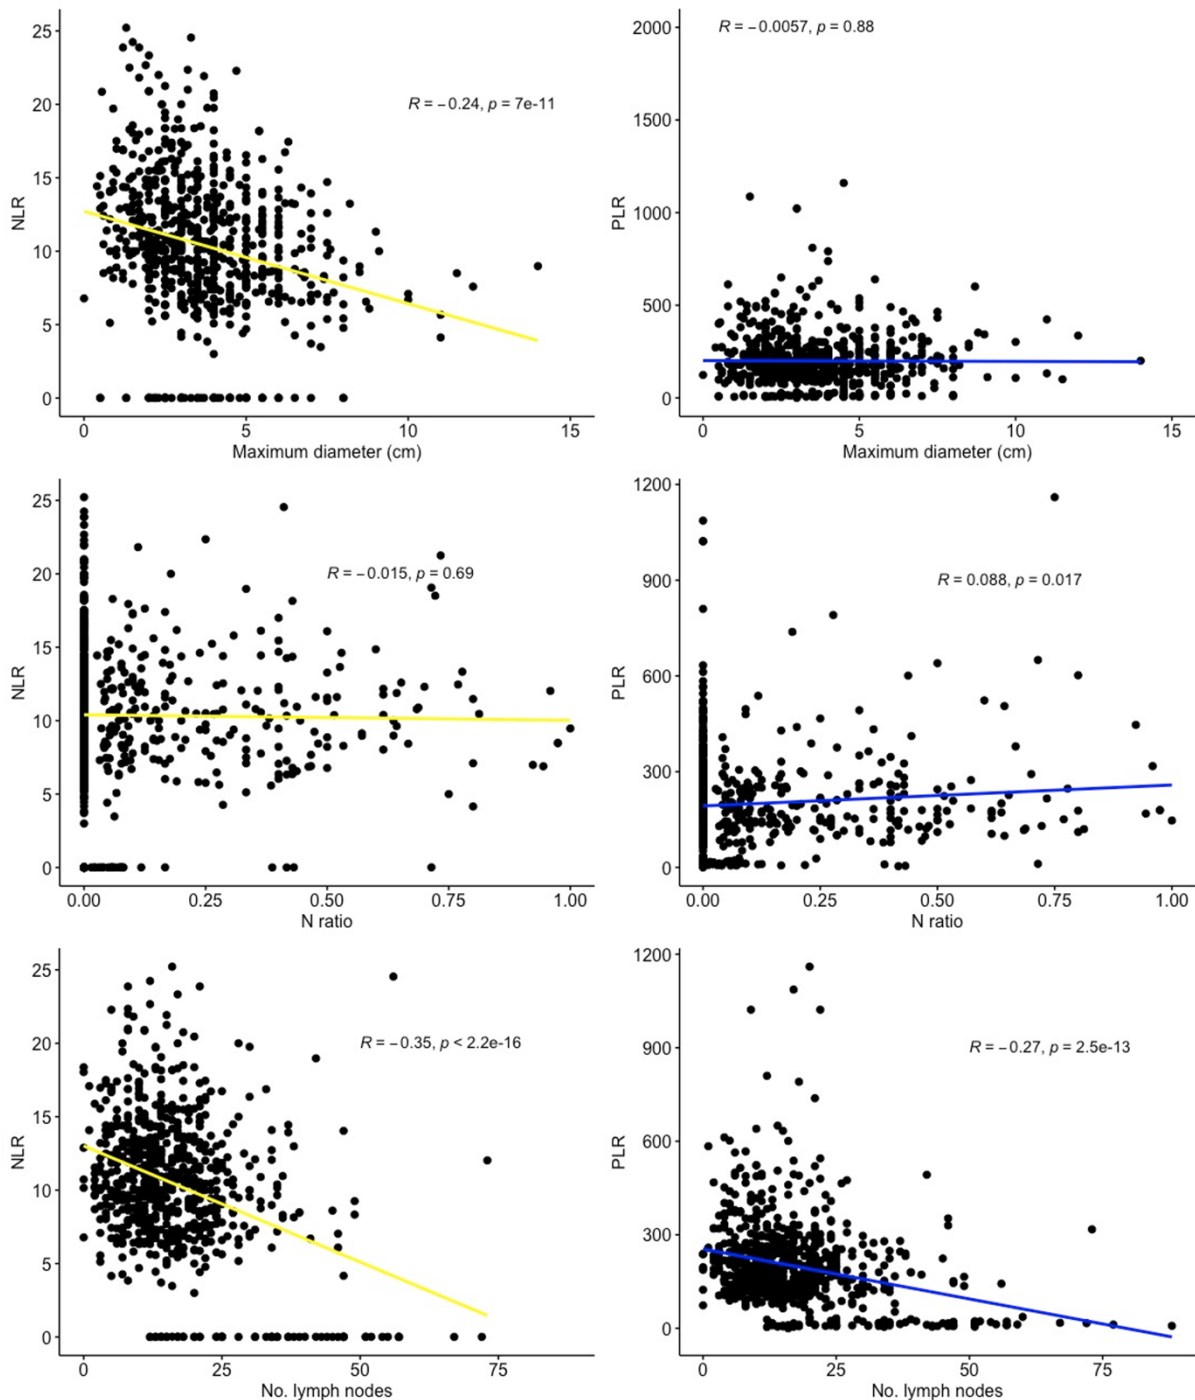 R = −0.24, p = 7e-11
25
20
15
10
5
0
NLR
0 5 10 15
Maximum diameter (cm)
R = −0.0057, p = 0.88
2000
1500
1000
500
0
PLR
0 5 10 15
Maximum diameter (cm)
25
20
15
10
5
0
NLR
R = −0.015, p = 0.69
0.00 0.25 0.50 0.75 1.00
N ratio
1200
900
600
300
0
PLR
R = 0.088, p = 0.017
0.00 0.25 0.50 0.75 1.00
N ratio
25
20
15
10
5
0
NLR
R = −0.35, p < 2.2e-16
0 25 50 75
No. lymph nodes
1200
900
600
300
0
PLR
R = −0.27, p = 2.5e-13
0 25 50 75
No. lymph nodes